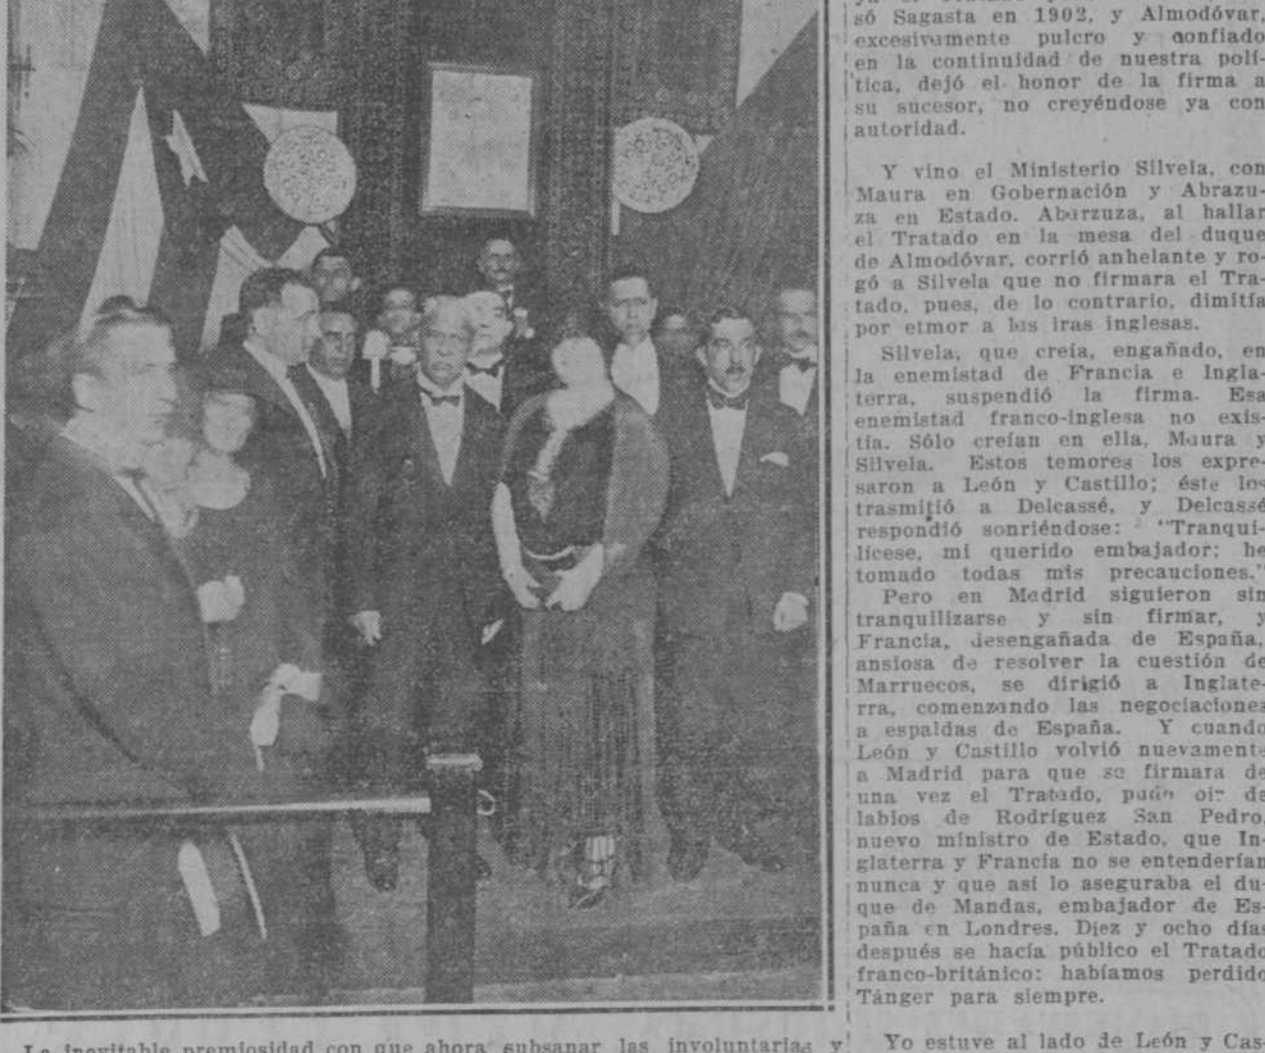 só Sagasta en 1902, y Almodóvar,
excesivamente pulcro y confiado
en la continuidad de nuestra polí-
tica, dejó el honor de la firma a
su sucesor, no creyéndose ya con
autoridad.
Y vino el Ministerio Silvela, con
Maura en Gobernación y Abrazu-
za en Estado. Abarzuza, al hallar
el Tratado en la mesa del duque
de Almodóvar, corrió anhelante y ro-
gó a Silvela que no firmara el Tra-
tado, pues, de lo contrario, dimitía
por etmor a las iras inglesas.
Silvela, que creía, engañado, en
la enemistad de Francia e Ingla-
terra, suspendió la firma. Esa
enemistad franco-inglesa no exis-
tía. Sólo creían en ella, Maura y
Silvela. Estos temores los expre-
saron a León y Castillo; éste los
trasmitió a Delcassé, y Delcassé
respondió sonriéndose: "Tranqui-
lícese, mi querido embajador; he
tomado todas mis precauciones."
Pero en Madrid siguieron sin
tranquilizarse y sin firmar, y
Francia, desengañada de España,
ansiosa de resolver la cuestión de
Marruecos, se dirigió a Inglate-
rra, comenzando las negociaciones
a espaldas de España. Y cuando
León y Castillo volvió nuevamente
a Madrid para que se firmara de
una vez el Tratado, pudo oir de
labios de Rodríguez San Pedro,
nuevo ministro de Estado, que In-
glaterra y Francia no se entenderían
nunca y que así lo aseguraba el du-
que de Mandas, embajador de Es-
paña en Londres. Diez y ocho días
después se hacía público el Tratado
franco-británico: habíamos perdido
Tánger para siempre.
Yo estuve al lado de León y Cas-
La inevitable premiosidad con que ahora subsanar las involuntarias y